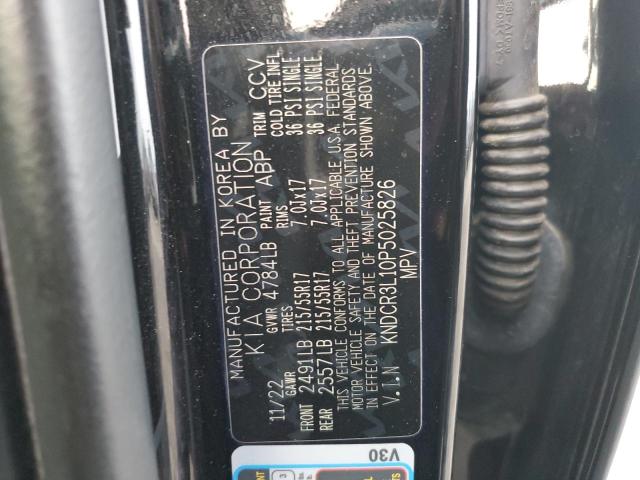 MANUFACTURED IN KOREA BY
KIA CORPORATION
11/22 GVWR 4784LB PAINT ABP TRIM CCV
GAWR TIRES RIMS COLD TIRE INFL
FRONT 2491LB 215/55R17 7.0JX17 36 PSI SINGLE.
REAR 2557LB 215/55R17 7.0JX17 36 PSI SINGLE.
THIS VEHICLE CONFORMS TO ALL APPLICABLE U.S.A. FEDERAL
MOTOR VEHICLE SAFETY AND THEFT PREVENTION STANDARDS
IN EFFECT ON THE DATE OF MANUFACTURE SHOWN ABOVE.
V.I.N KNDCR3L10P5025826
MPV
V30